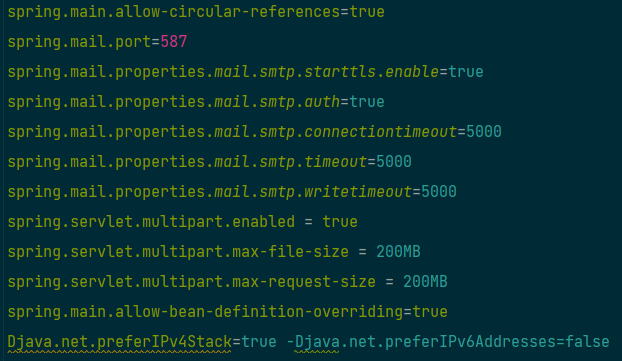 spring.main.allow-circular-references=true
spring.mail.port=587
spring.mail.properties.mail.smtp.starttls.enable=true
spring.mail.properties.mail.smtp.auth=true
spring.mail.properties.mail.smtp.connectiontimeout=5000
spring.mail.properties.mail.smtp.timeout=5000
spring.mail.properties.mail.smtp.writetimeout=5000
spring.servlet.multipart.enabled = true
spring.servlet.multipart.max-file-size = 200MB
spring.servlet.multipart.max-request-size = 200MB
spring.main.allow-bean-definition-overriding=true
Djava.net.preferIPv4Stack=true -Djava.net.preferIPv6Addresses=false